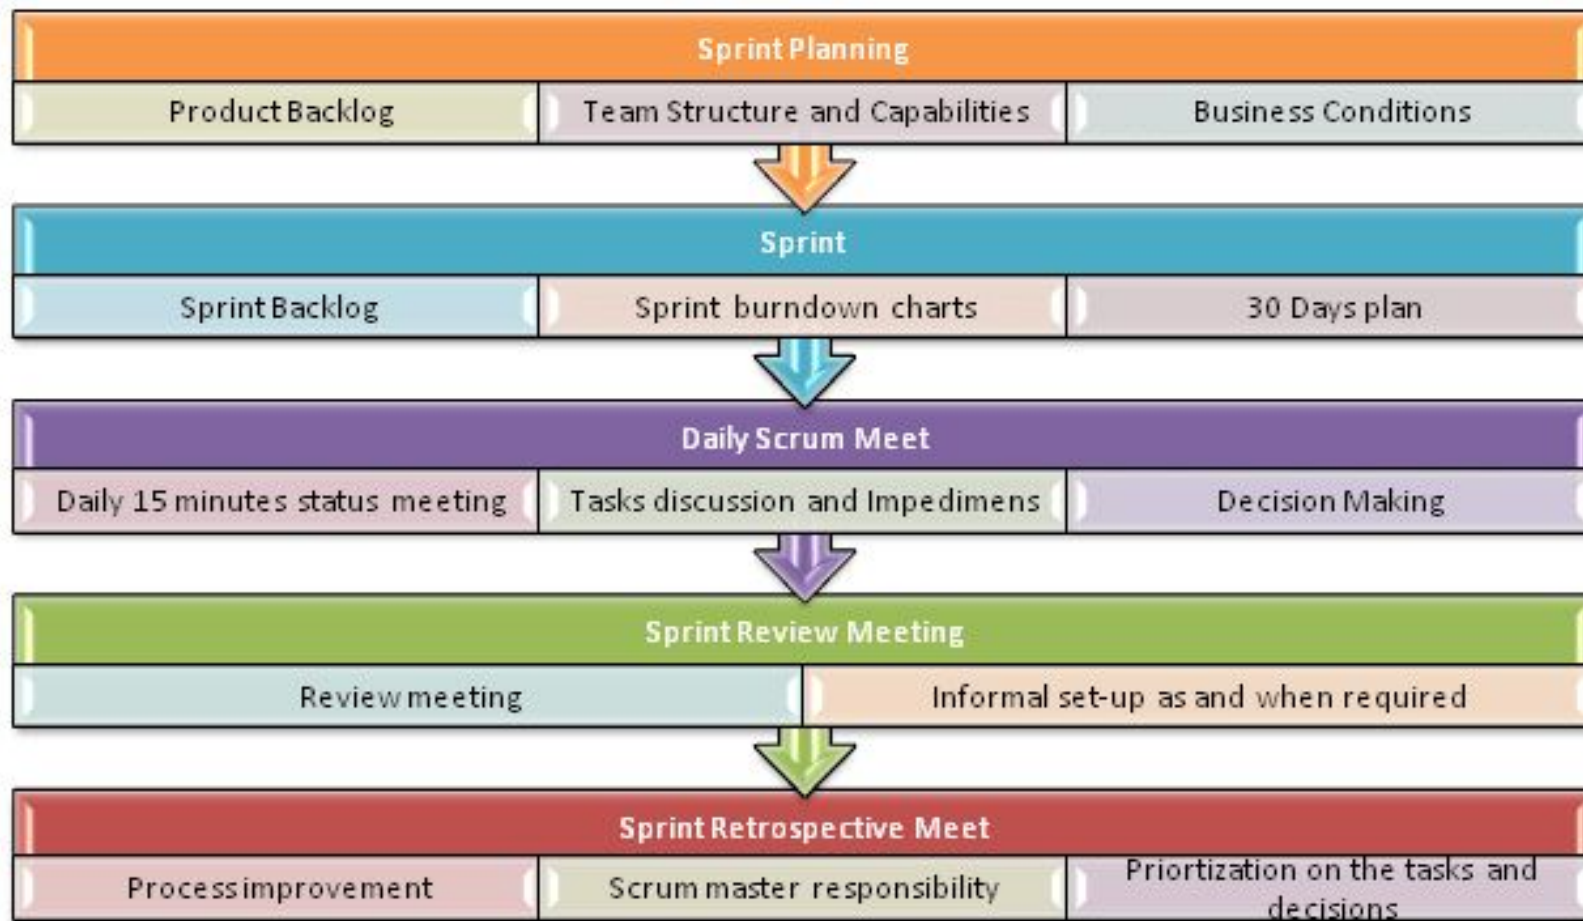 Sprint Planning
Product Backlog
Team Structure and Capabilities
Business Conditions
Sprint
Sprint Backlog
Sprint burndown charts
30 Days plan
Daily Scrum Meet
Daily 15 minutes status meeting
Tasks discussion and Impedimens
Decision Making
Sprint Review Meeting
Review meeting
Informal set-up as and when required
Sprint Retrospective Meet
Process improvement
Scrum master responsibility
Priortization on the tasks and
decisions